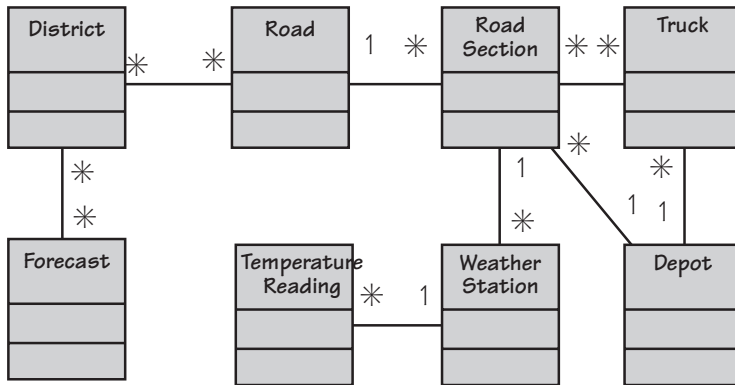 District
Road
Road
Section
Truck
1 * * *
* *
* 1 * *
* * 1 1
Forecast
Temperature
Reading
Weather
Station
Depot
* 1